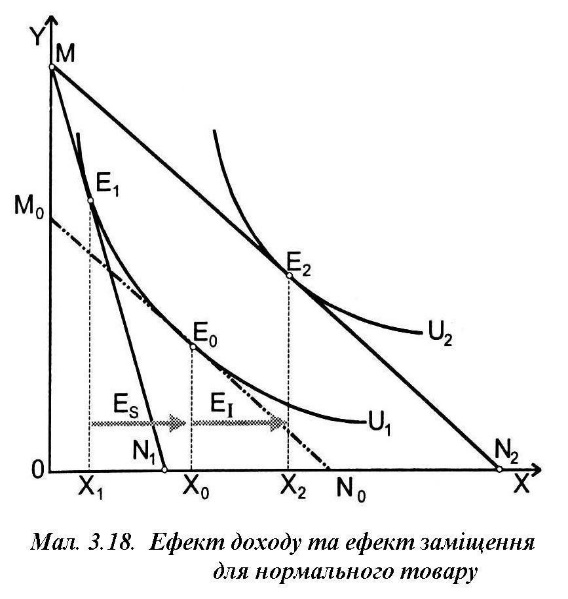 Y
M
E₁
M₀
E₂
E₀
U₂
E_S
E_I
N₁
U₁
N₂
0
X₁
X₀
X₂
N₀
X
Мал. 3.18. Ефект доходу та ефект заміщення
для нормального товару